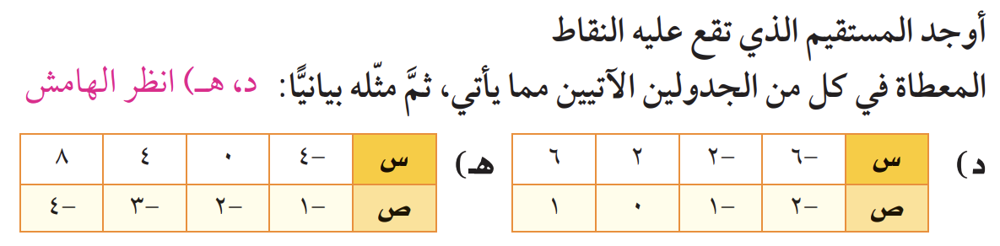 أوجد المستقيم الذي تقع عليه النقاط
المعطاة في كل من الجدولين الآتيين مما يأتي، ثمَّ مثّله بيانيًّا: د، هـ) انظر الهامش
د) س −٦ −٢ ٢ ٦
ص −٢ −١ ٠ ١
هـ) س −٤ ٠ ٤ ٨
ص −١ −٢ −٣ −٤